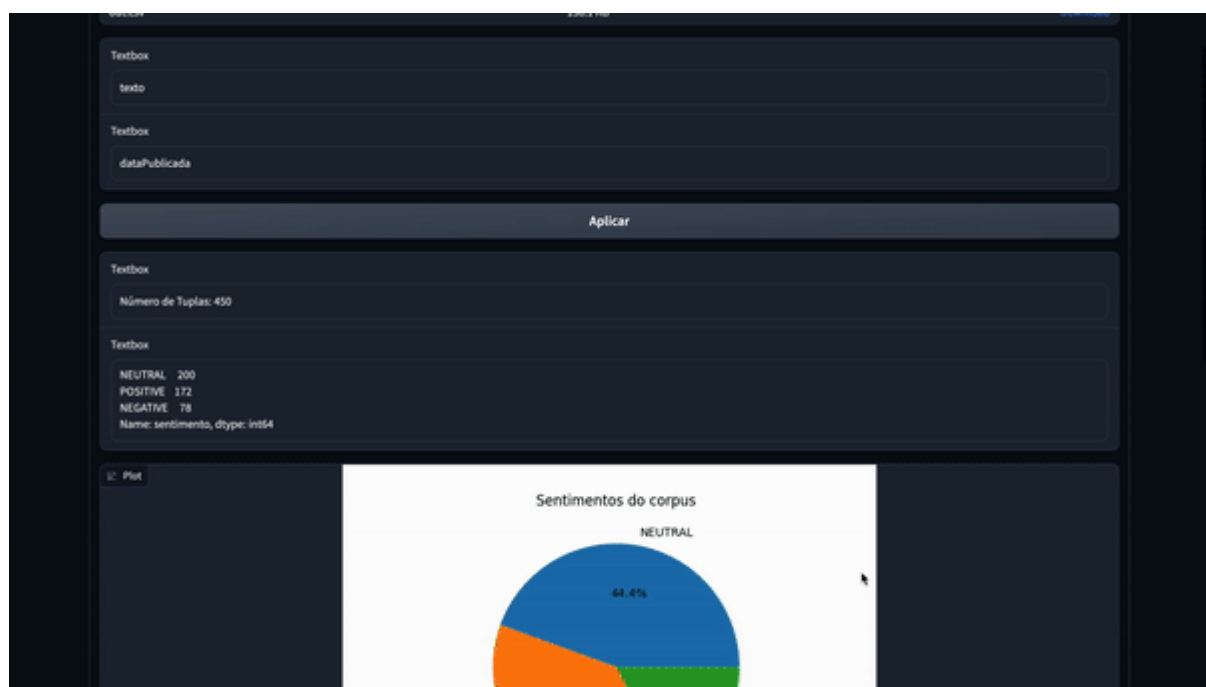 Textbox
texto
Textbox
dataPublicada
Aplicar
Textbox
Número de Tuplas: 450
Textbox
NEUTRAL 200
POSITIVE 172
NEGATIVE 78
Name: sentimento, dtype: int64
Plot
Sentimentos do corpus
NEUTRAL
44.4%